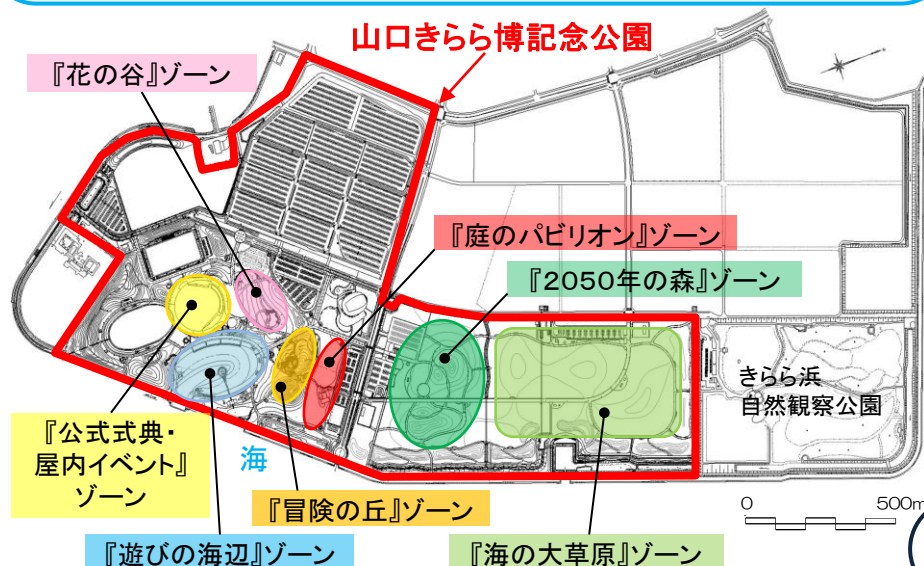 山口きらら博記念公園
『花の谷』ゾーン
『庭のパビリオン』ゾーン
『2050年の森』ゾーン
きらら浜
自然観察公園
『公式式典・
屋内イベント』
ゾーン
海
『冒険の丘』ゾーン
『遊びの海辺』ゾーン
『海の大草原』ゾーン
0 500m